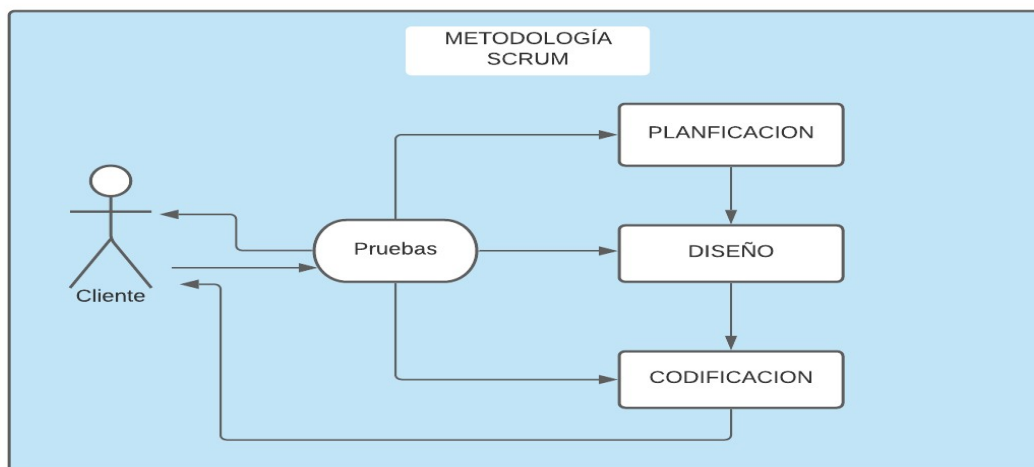 METODOLOGÍA
SCRUM
PLANFICACION
Pruebas
DISEÑO
Cliente
CODIFICACION